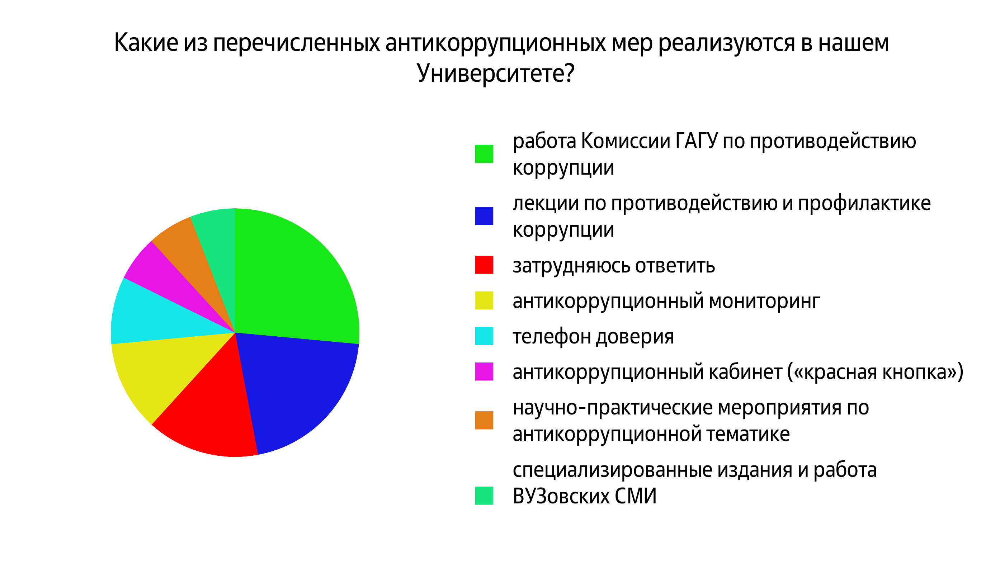 Какие из перечисленных антикоррупционных мер реализуются в нашем
Университете?
работа Комиссии ГАГУ по противодействию
коррупции
лекции по противодействию и профилактике
коррупции
затрудняюсь ответить
антикоррупционный мониторинг
телефон доверия
антикоррупционный кабинет («красная кнопка»)
научно-практические мероприятия по
антикоррупционной тематике
специализированные издания и работа
ВУЗовских СМИ